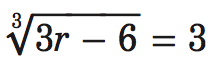 ∛(3r − 6) = 3